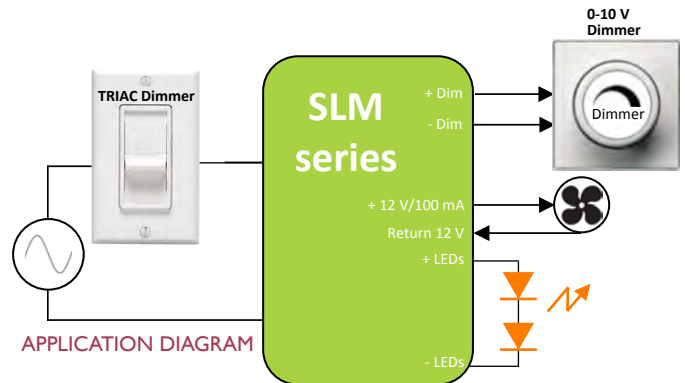 0-10 V
Dimmer
TRIAC Dimmer
SLM
series
+ Dim
- Dim
Dimmer
+ 12 V/100 mA
Return 12 V
+ LEDs
- LEDs
APPLICATION DIAGRAM